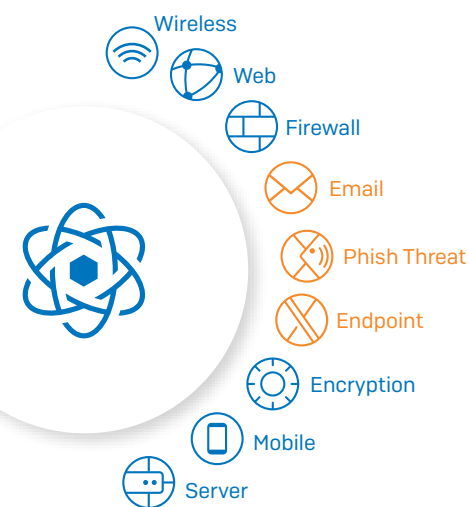 Wireless
Web
Firewall
Email
Phish Threat
Endpoint
Encryption
Mobile
Server